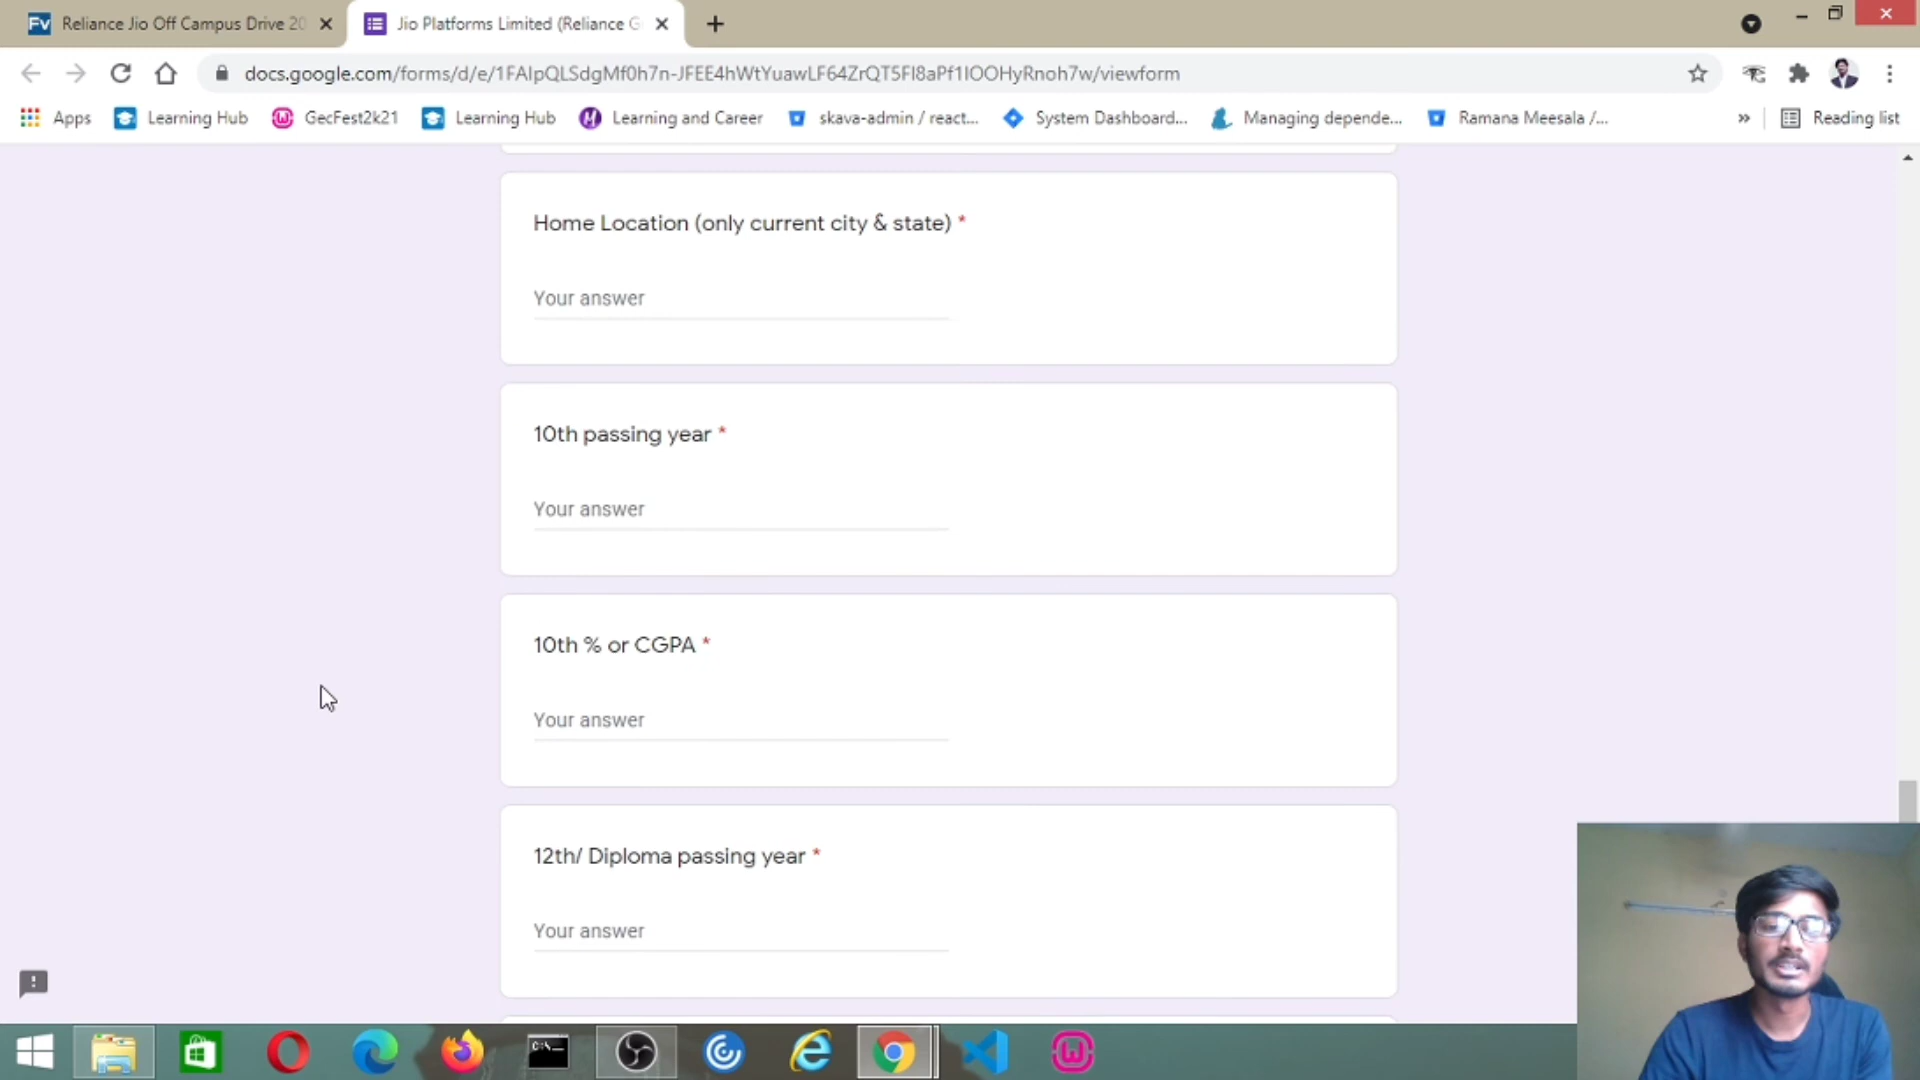 Fv Reliance Jio Off Campus Drive 20
Jio Platforms Limited (Reliance G
docs.google.com/forms/d/e/1FAIpQLSdgMf0h7n-JFEE4hWtYuawLF64ZrQT5FI8aPf1IOOHyRnoh7w/viewform
Apps
Learning Hub
GecFest2k21
Learning Hub
Learning and Career
skava-admin / react...
System Dashboard...
Managing depende...
Ramana Meesala /...
»
Reading list
Home Location (only current city & state) *
Your answer
10th passing year *
Your answer
10th % or CGPA *
Your answer
12th/ Diploma passing year *
Your answer